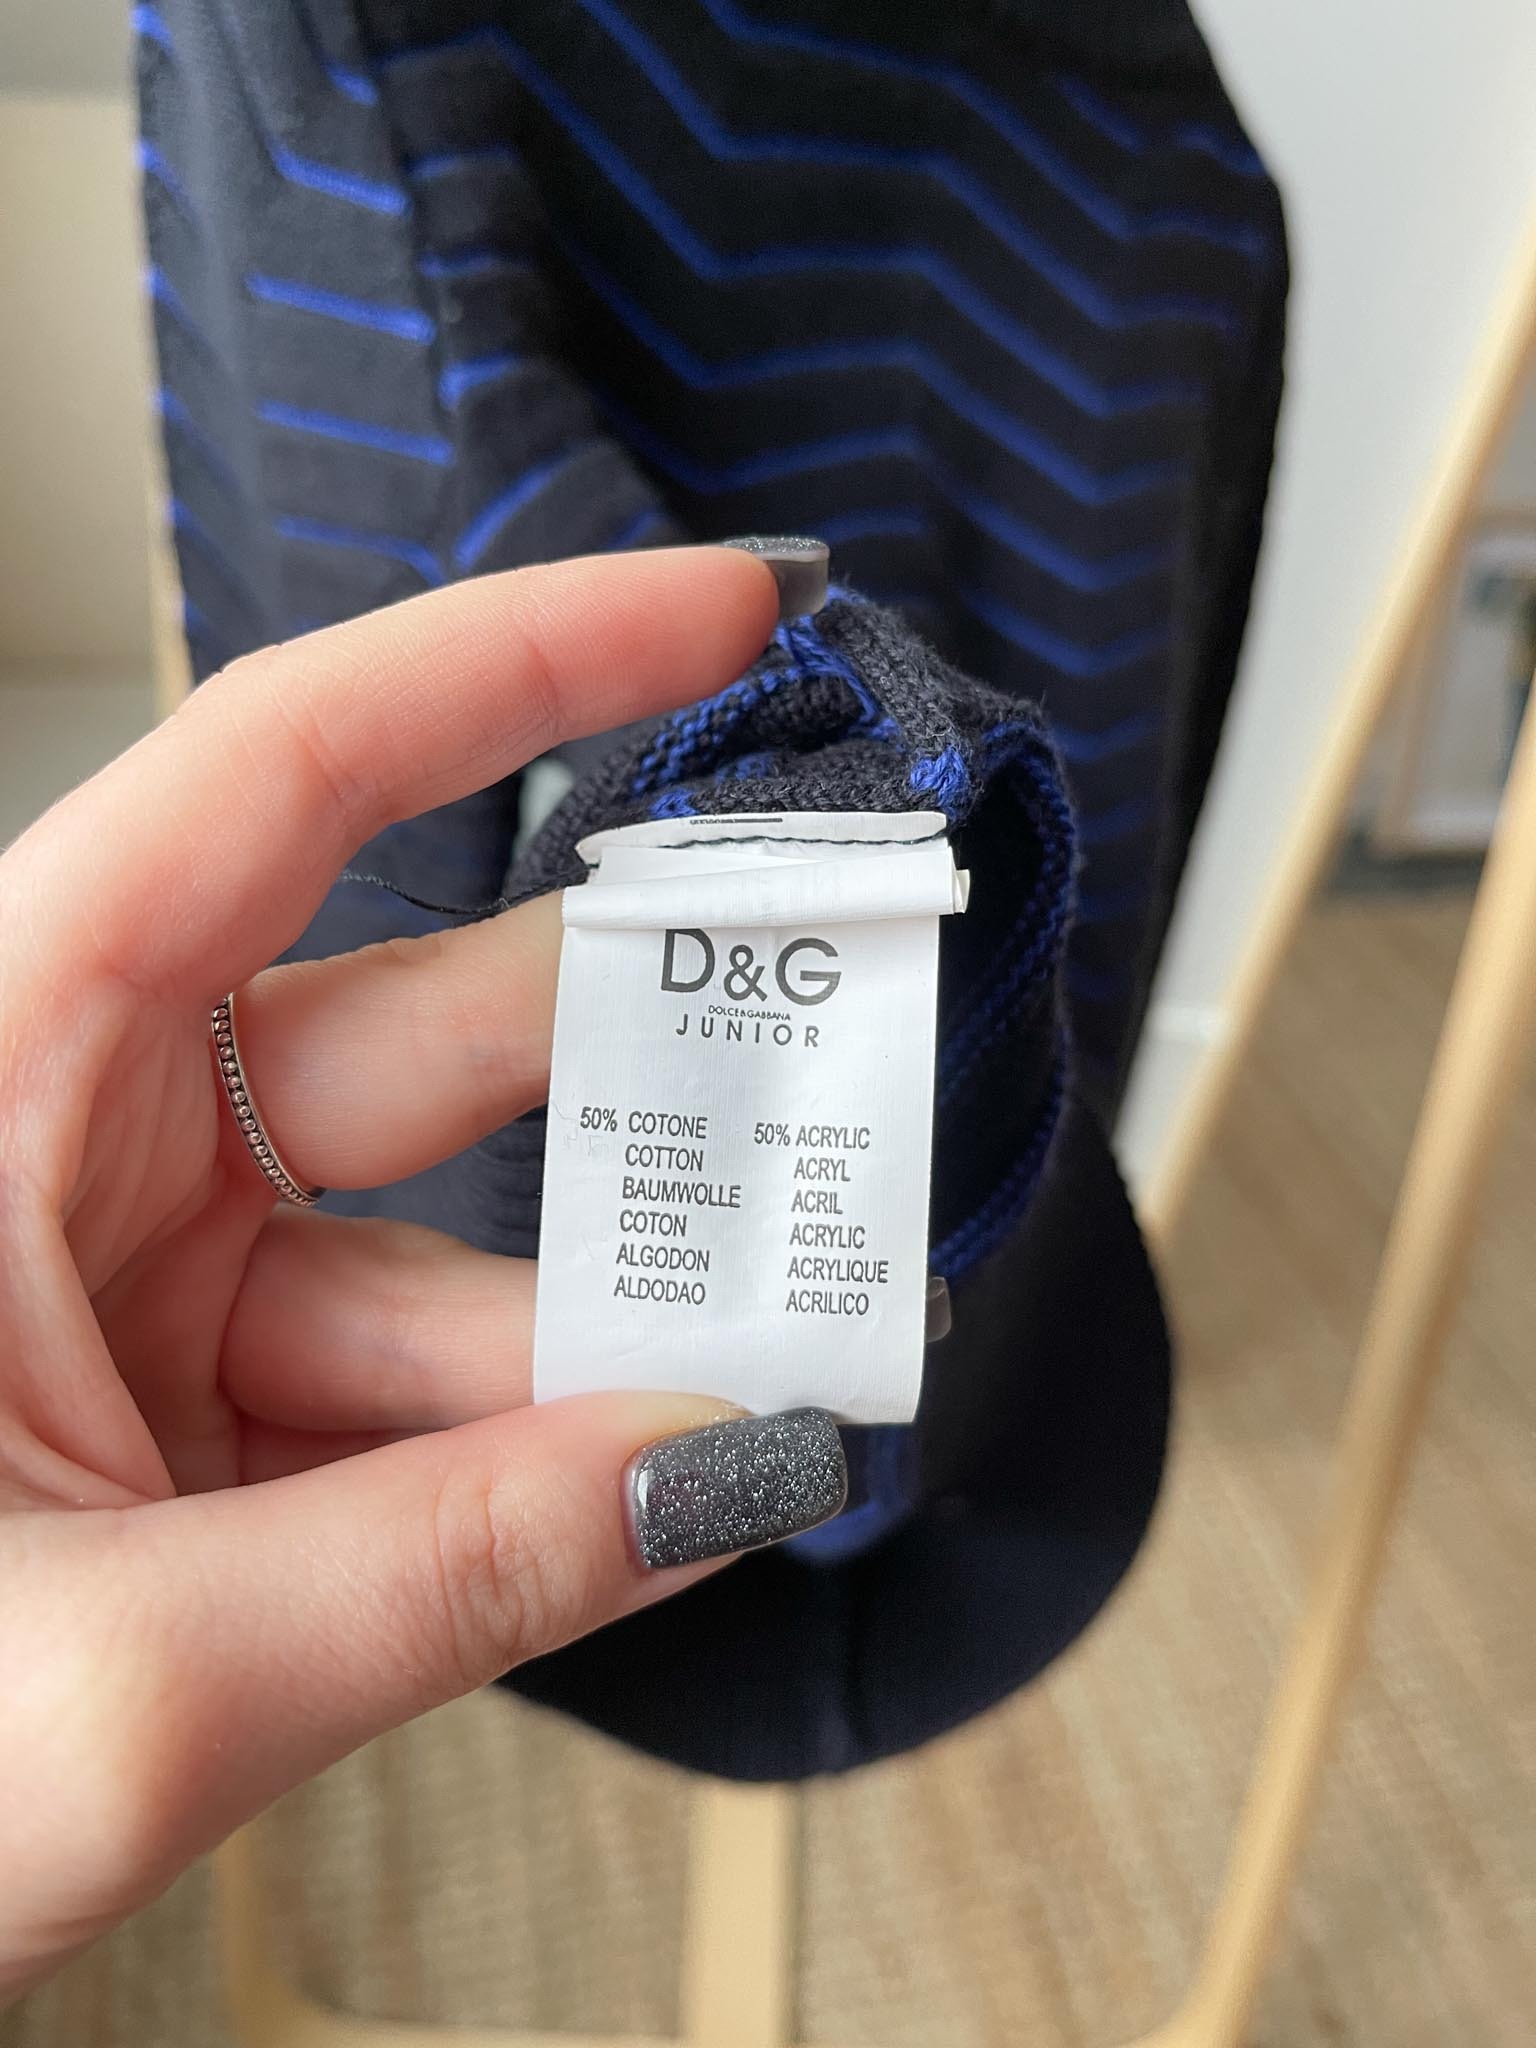 D&G
DOLCE&GABBANA
JUNIOR
50% COTONE
COTTON
BAUMWOLLE
COTON
ALGODON
ALDODAO
50% ACRYLIC
ACRYL
ACRIL
ACRYLIC
ACRYLIQUE
ACRILICO